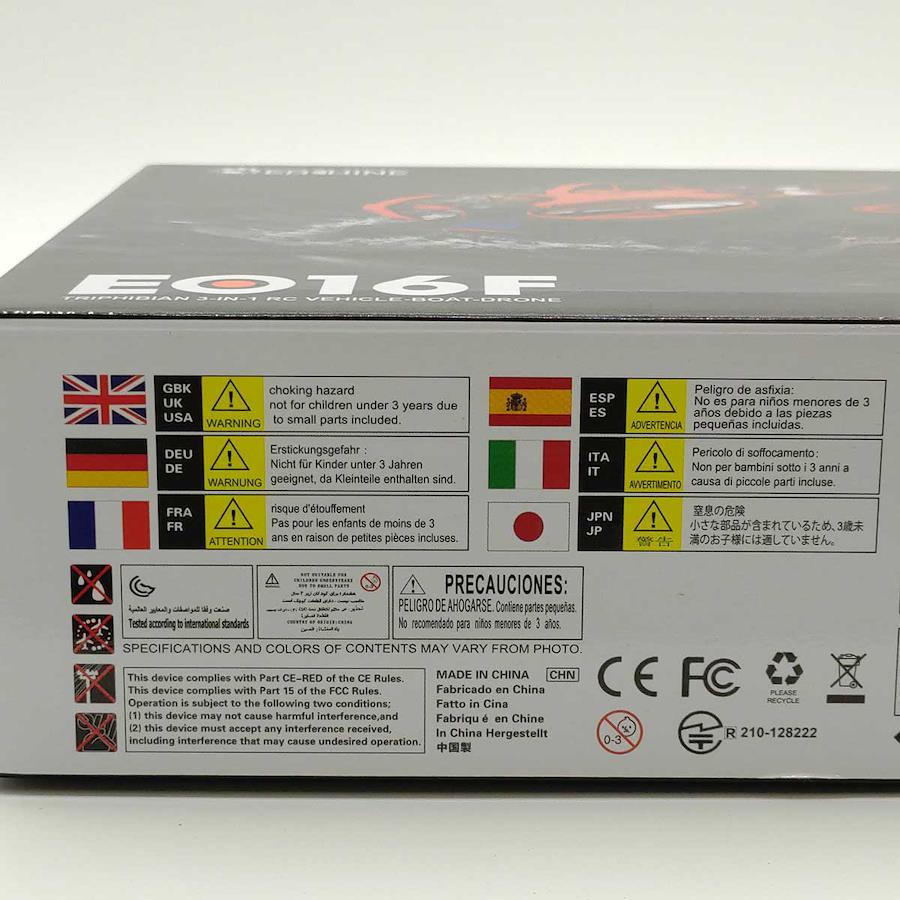 EACHINE
EO16F
TRIPHIBIAN 3-IN-1 RC VEHICLE-BOAT-DRONE
GBK
UK
USA
WARNING
choking hazard
not for children under 3 years due
to small parts included.
ESP
ES
ADVERTENCIA
Peligro de asfixia:
No es para niños menores de 3
años debido a las piezas
pequeñas incluidas.
DEU
DE
WARNUNG
Erstickungsgefahr :
Nicht für Kinder unter 3 Jahren
geeignet, da Kleinteile enthalten sind.
ITA
IT
AVVERTIMENTO
Pericolo di soffocamento:
Non per bambini sotto i 3 anni a
causa di piccole parti incluse.
FRA
FR
ATTENTION
risque d'étouffement
Pas pour les enfants de moins de 3
ans en raison de petites pièces incluses.
JPN
JP
警告
窒息の危険
小さな部品が含まれているため、3歳未
満のお子様には適していません。
صنعت وفقا للمواصفات والمعايير العالمية
Tested according to international standards
NOT SUITABLE FOR
CHILDREN UNDER3YEARS
DUE TO SMALL PARTS
COUNTRY OF ORIGIN:CHINA
0-3
PRECAUCIONES:
PELIGRO DE AHOGARSE. Contiene partes pequeñas.
No recomendado para niños menores de 3 años.
SPECIFICATIONS AND COLORS OF CONTENTS MAY VARY FROM PHOTO.
This device complies with Part CE-RED of the CE Rules.
This device complies with Part 15 of the FCC Rules.
Operation is subject to the following two conditions;
(1) this device may not cause harmful interference,and
(2) this device must accept any interference received,
including interference that may cause undesired operation.
MADE IN CHINA CHN
Fabricado en China
Fatto in Cina
Fabriqu é en Chine
In China Hergestellt
中国製
CE FC
PLEASE
RECYCLE
0-3
R 210-128222